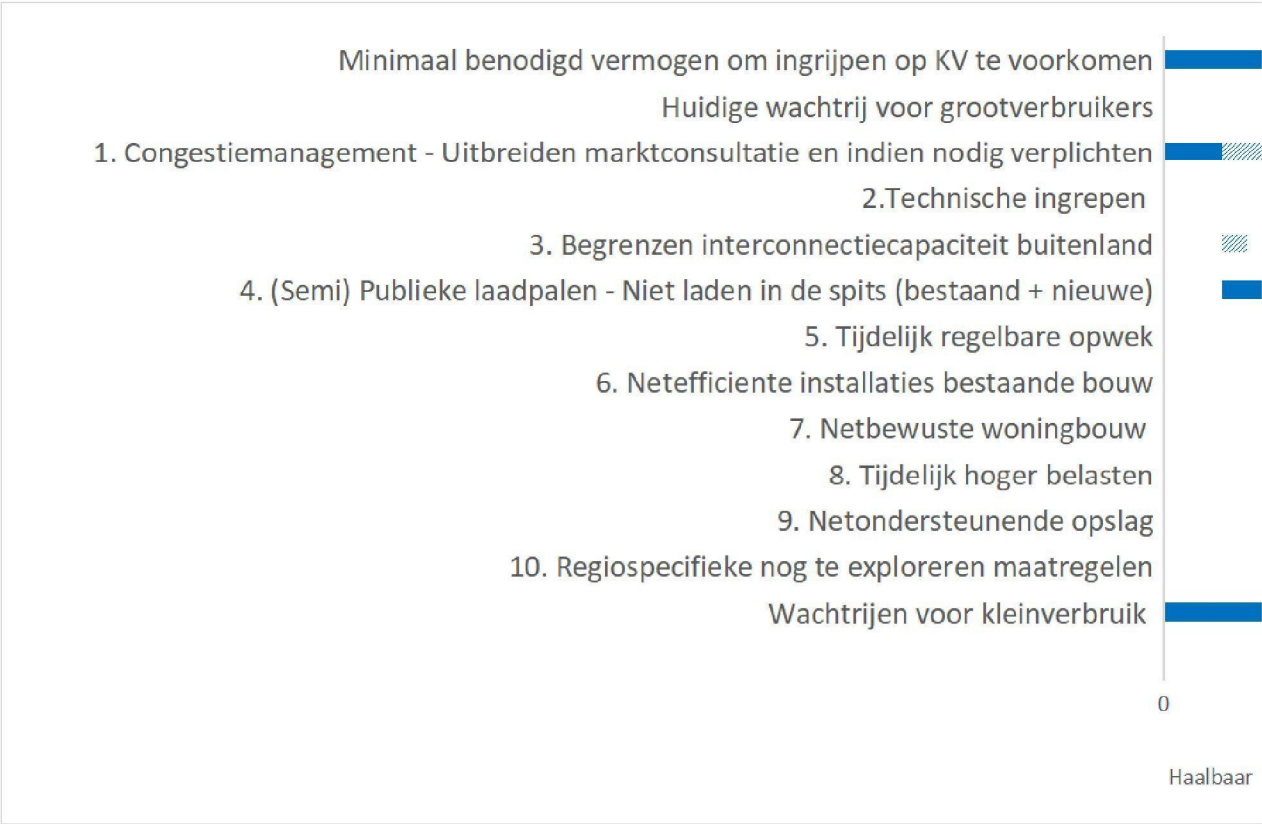 Minimaal benodigd vermogen om ingrijpen op KV te voorkomen
Huidige wachtrij voor grootverbruikers
1. Congestiemanagement - Uitbreiden marktconsultatie en indien nodig verplichten
2.Technische ingrepen
3. Begrenzen interconnectiecapaciteit buitenland
4. (Semi) Publieke laadpalen - Niet laden in de spits (bestaand + nieuwe)
5. Tijdelijk regelbare opwek
6. Netefficiente installaties bestaande bouw
7. Netbewuste woningbouw
8. Tijdelijk hoger belasten
9. Netondersteunende opslag
10. Regiospecifieke nog te exploreren maatregelen
Wachtrijen voor kleinverbruik
0
Haalbaar